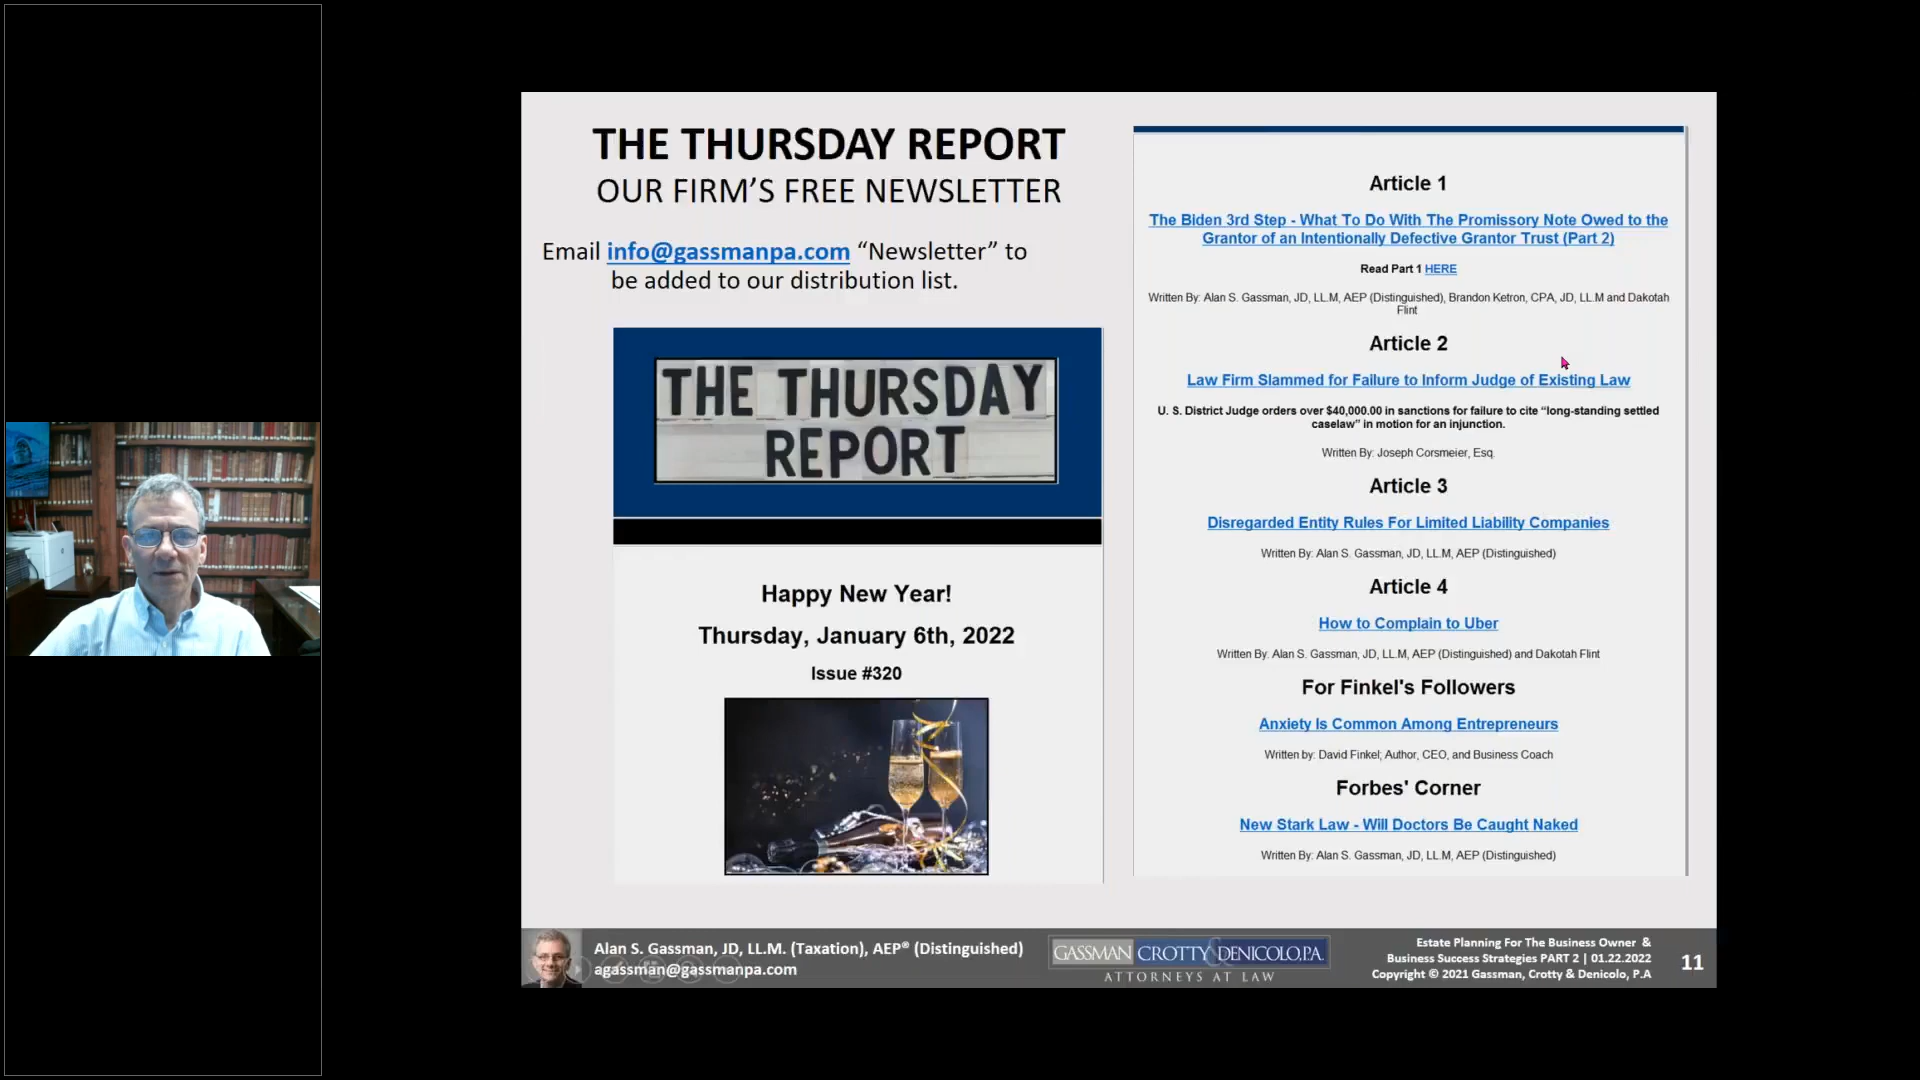 THE THURSDAY REPORT
OUR FIRM'S FREE NEWSLETTER
Email info@gassmanpa.com “Newsletter” to
be added to our distribution list.
THE THURSDAY
REPORT
Happy New Year!
Thursday, January 6th, 2022
Issue #320
Article 1
The Biden 3rd Step - What To Do With The Promissory Note Owed to the
Grantor of an Intentionally Defective Grantor Trust (Part 2)
Read Part 1 HERE
Written By: Alan S. Gassman, JD, LL.M, AEP (Distinguished), Brandon Ketron, CPA, JD, LL.M and Dakotah
Flint
Article 2
Law Firm Slammed for Failure to Inform Judge of Existing Law
U. S. District Judge orders over $40,000.00 in sanctions for failure to cite “long-standing settled
caselaw” in motion for an injunction.
Written By: Joseph Corsmeier, Esq.
Article 3
Disregarded Entity Rules For Limited Liability Companies
Written By: Alan S. Gassman, JD, LL.M, AEP (Distinguished)
Article 4
How to Complain to Uber
Written By: Alan S. Gassman, JD, LL.M, AEP (Distinguished) and Dakotah Flint
For Finkel's Followers
Anxiety Is Common Among Entrepreneurs
Written by: David Finkel; Author, CEO, and Business Coach
Forbes' Corner
New Stark Law - Will Doctors Be Caught Naked
Written By: Alan S. Gassman, JD, LL.M, AEP (Distinguished)
Alan S. Gassman, JD, LL.M. (Taxation), AEP® (Distinguished)
agassman@gassmanpa.com
GASSMAN CROTTY & DENICOLO, P.A.
ATTORNEYS AT LAW
Estate Planning For The Business Owner &
Business Success Strategies PART 2 | 01.22.2022
Copyright © 2021 Gassman, Crotty & Denicolo, P.A
11